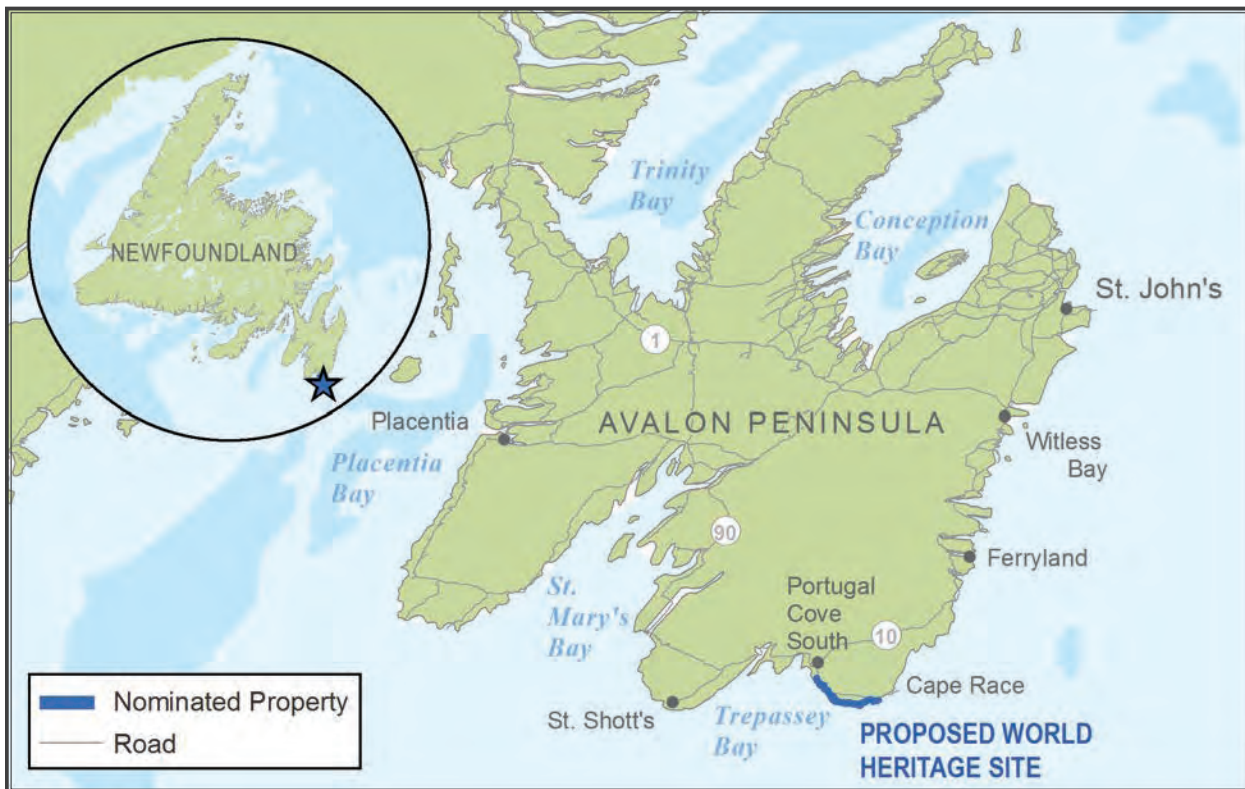 NEWFOUNDLAND
Trinity
Bay
Conception
Bay
St. John's
1
Placentia
AVALON PENINSULA
Placentia
Bay
Witless
Bay
90
Ferryland
St.
Mary's
Bay
Portugal
Cove
South
10
Cape Race
St. Shott's
Trepassey
Bay
PROPOSED WORLD
HERITAGE SITE
Nominated Property
Road